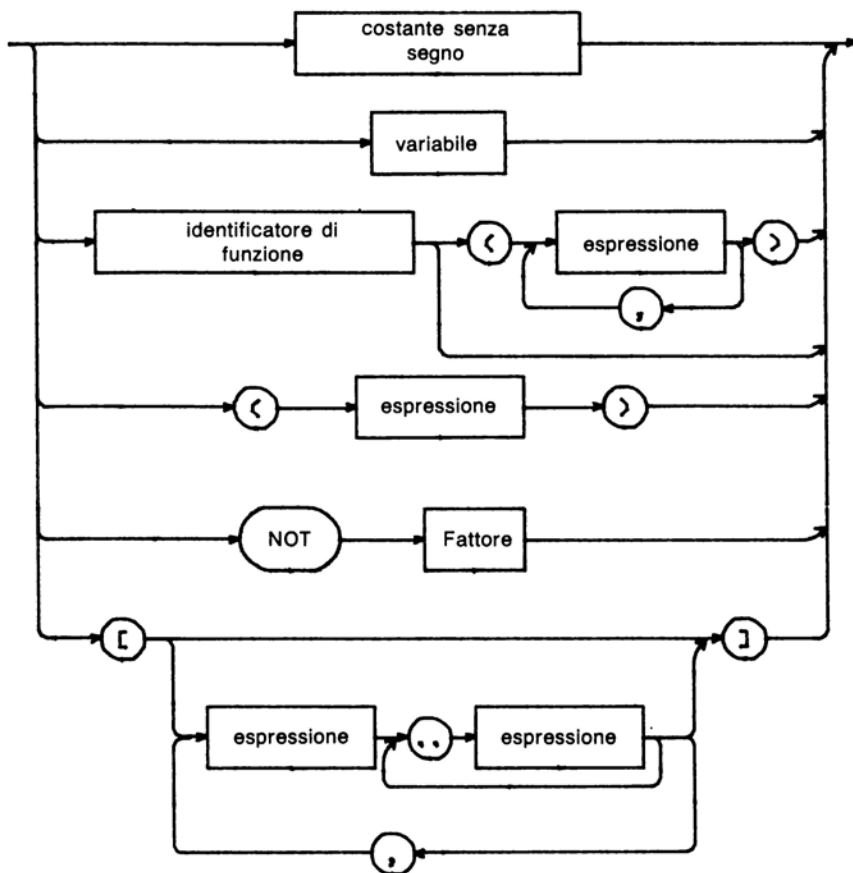 costante senza
segno
variabile
identificatore di
funzione
( espressione )
,
( espressione )
NOT Fattore
[ ]
espressione .. espressione
,